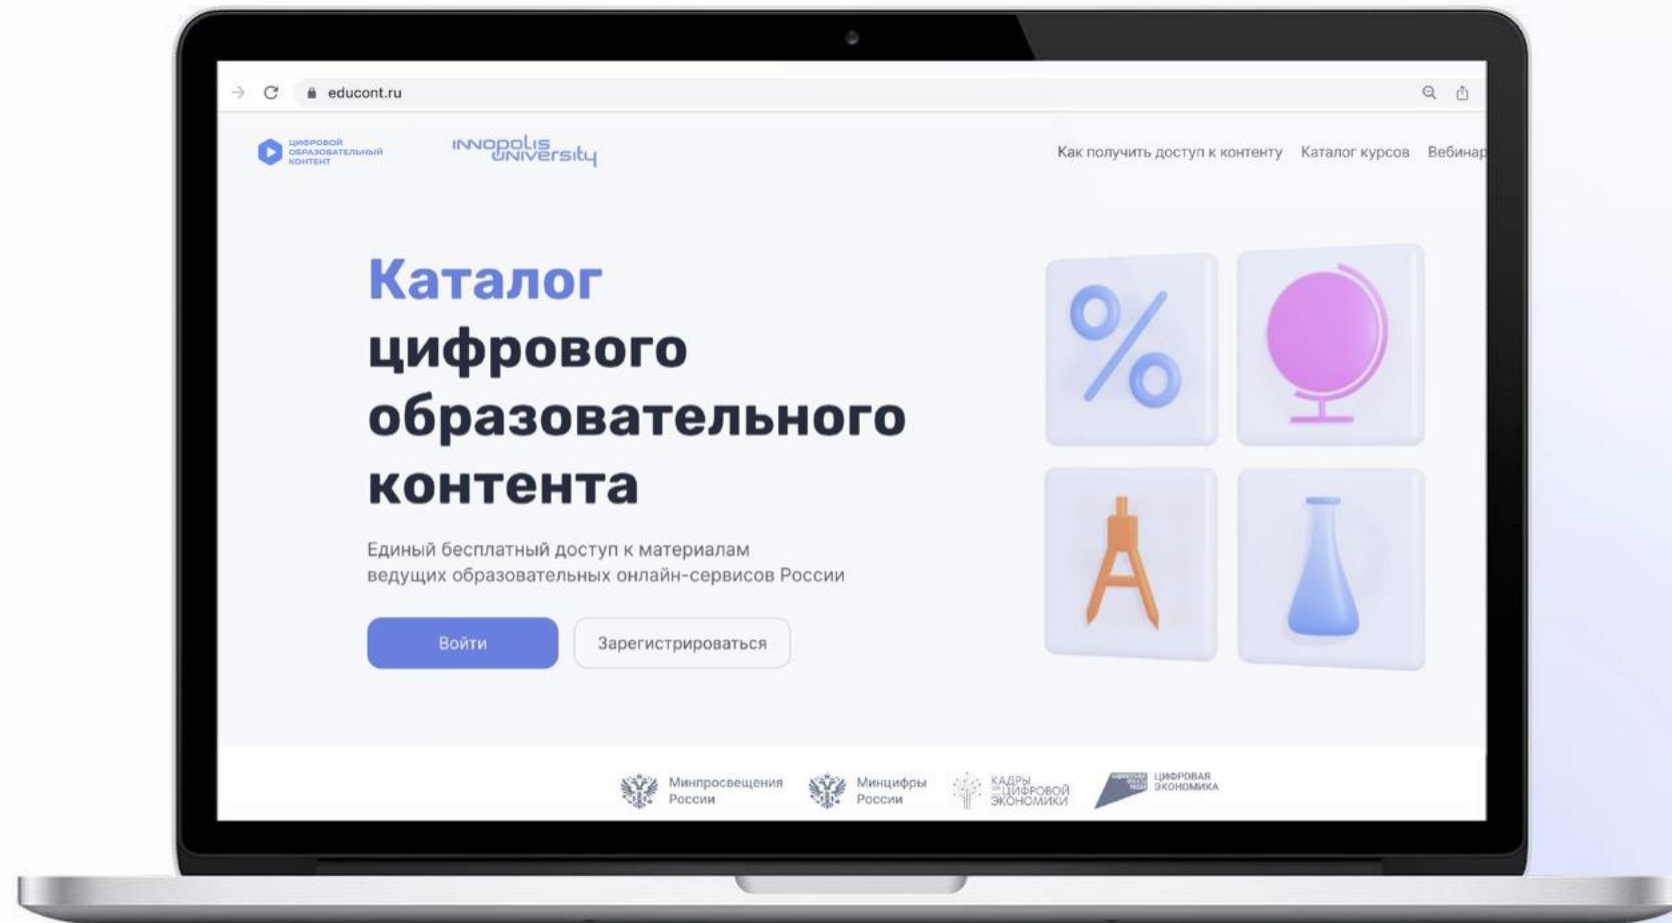 educont.ru
ЦИФРОВОЙ
ОБРАЗОВАТЕЛЬНЫЙ
КОНТЕНТ
INNOPOLIS
UNIVERSITY
Как получить доступ к контенту Каталог курсов Вебинар
Каталог
цифрового
образовательного
контента
Единый бесплатный доступ к материалам
ведущих образовательных онлайн-сервисов России
Войти Зарегистрироваться
Минпросвещения
России
Минцифры
России
КАДРЫ
ЦИФРОВОЙ
ЭКОНОМИКИ
ЦИФРОВАЯ
ЭКОНОМИКА